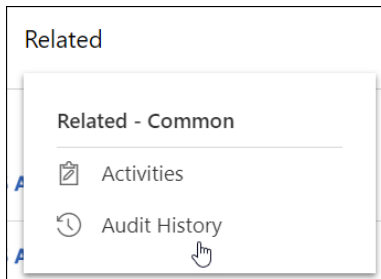 Related
Related - Common
Activities
Audit History
A
A